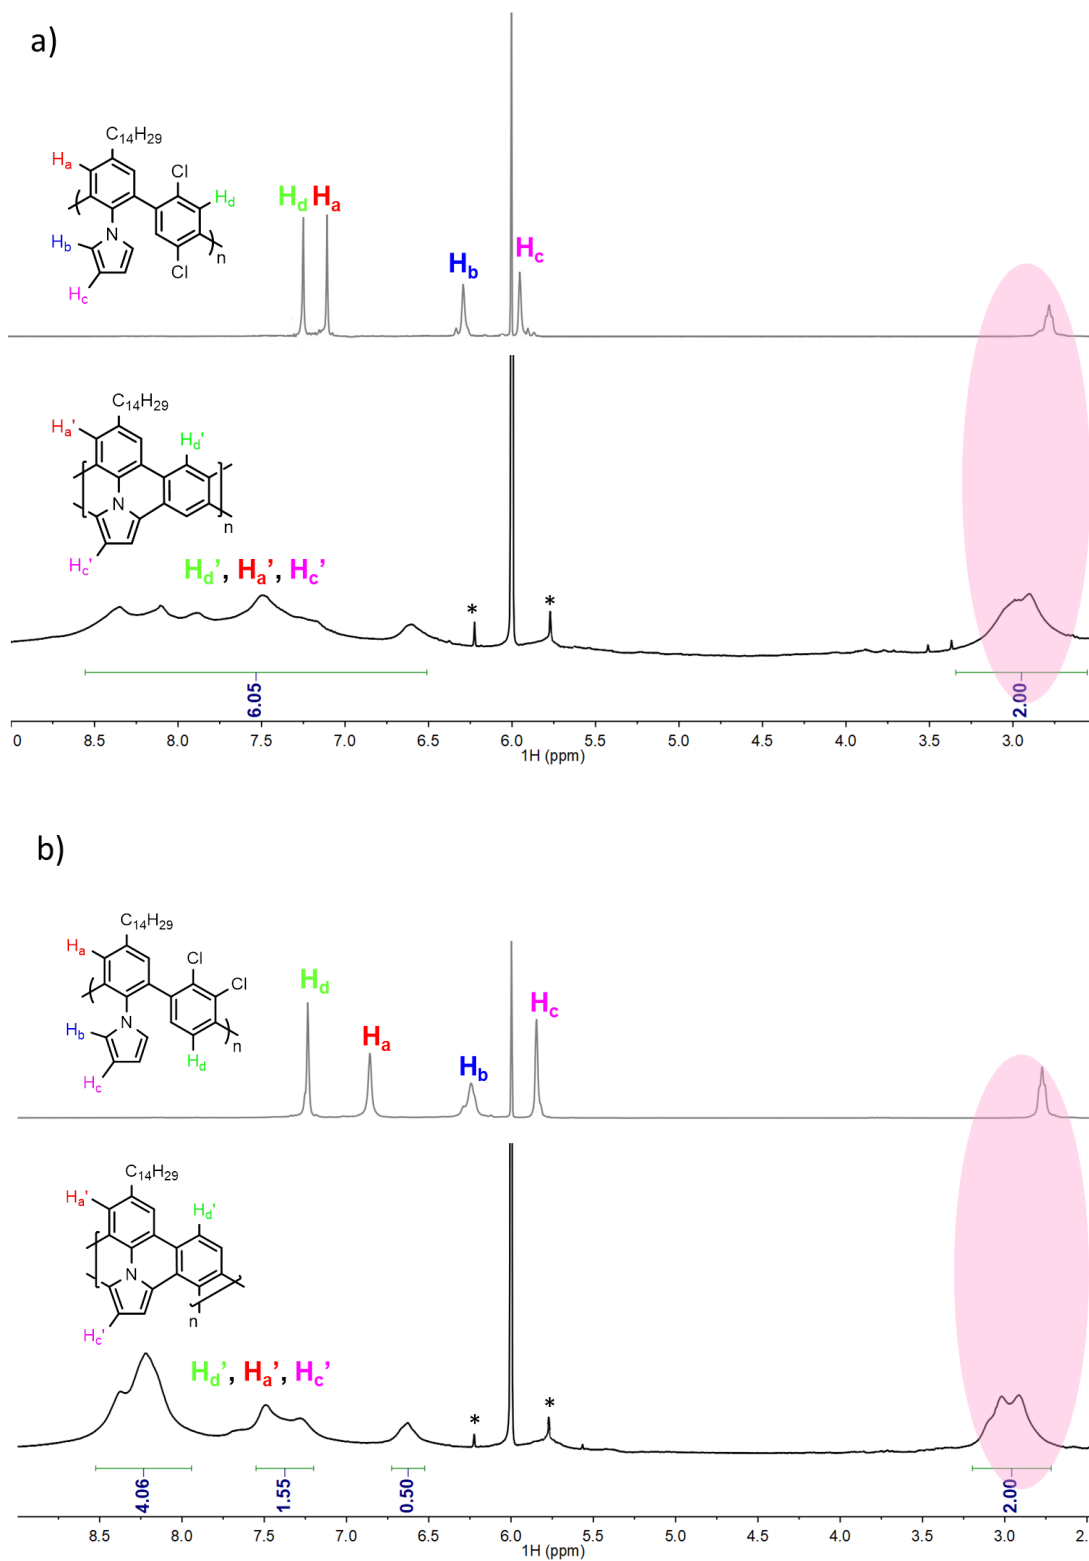 a)
C14H29
Ha
Cl
Hd
N
Hb
n
Cl
Hc
Hd Ha
Hb
Hc
C14H29
Ha'
Hd'
N
n
Hc'
Hd', Ha', Hc'
*
*
6.05
2.00
0 8.5 8.0 7.5 7.0 6.5 6.0 5.5 5.0 4.5 4.0 3.5 3.0
1H (ppm)
b)
C14H29
Ha
Cl
Cl
N
Hb
n
Hc
Hd
Hd
Ha
Hb
Hc
C14H29
Ha'
Hd'
N
n
Hc'
Hd', Ha', Hc'
*
*
4.06
1.55
0.50
2.00
8.5 8.0 7.5 7.0 6.5 6.0 5.5 5.0 4.5 4.0 3.5 3.0 2.
1H (ppm)